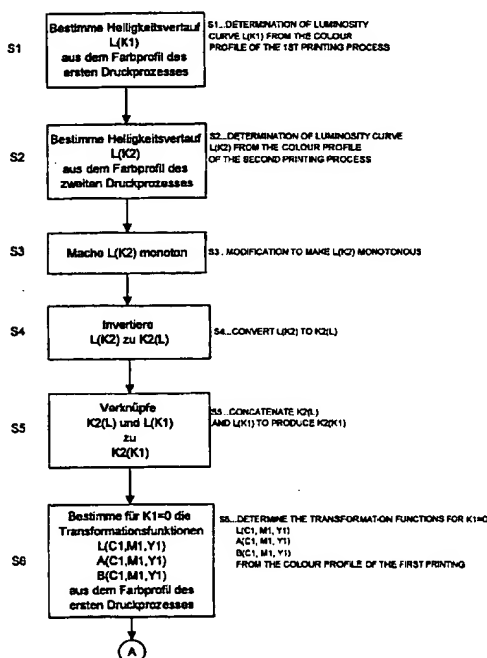 S1
Bestimme Helligkeitsverlauf
L(K1)
aus dem Farbprofil des
ersten Druckprozesses
S1...DETERMINATION OF LUMINOSITY
CURVE L(K1) FROM THE COLOUR
PROFILE OF THE 1ST PRINTING PROCESS
S2
Bestimme Helligkeitsverlauf
L(K2)
aus dem Farbprofil des
zweiten Druckprozesses
S2...DETERMINATION OF LUMINOSITY CURVE
L(K2) FROM THE COLOUR PROFILE
OF THE SECOND PRINTING PROCESS
S3
Mache L(K2) monoton
S3...MODIFICATION TO MAKE L(K2) MONOTONOUS
S4
Invertiere
L(K2) zu K2(L)
S4...CONVERT L(K2) TO K2(L)
S5
Verknüpfe
K2(L) und L(K1)
zu
K2(K1)
S5...CONCATENATE K2(L)
AND L(K1) TO PRODUCE K2(K1)
S6
Bestimme für K1=0 die
Transformationsfunktionen
L(C1,M1,Y1)
A(C1,M1,Y1)
B(C1,M1,Y1)
aus dem Farbprofil des
ersten Druckprozesses
S6...DETERMINE THE TRANSFORMATION FUNCTIONS FOR K1=0
L(C1, M1, Y1)
A(C1, M1, Y1)
B(C1, M1, Y1)
FROM THE COLOUR PROFILE OF THE FIRST PRINTING
A